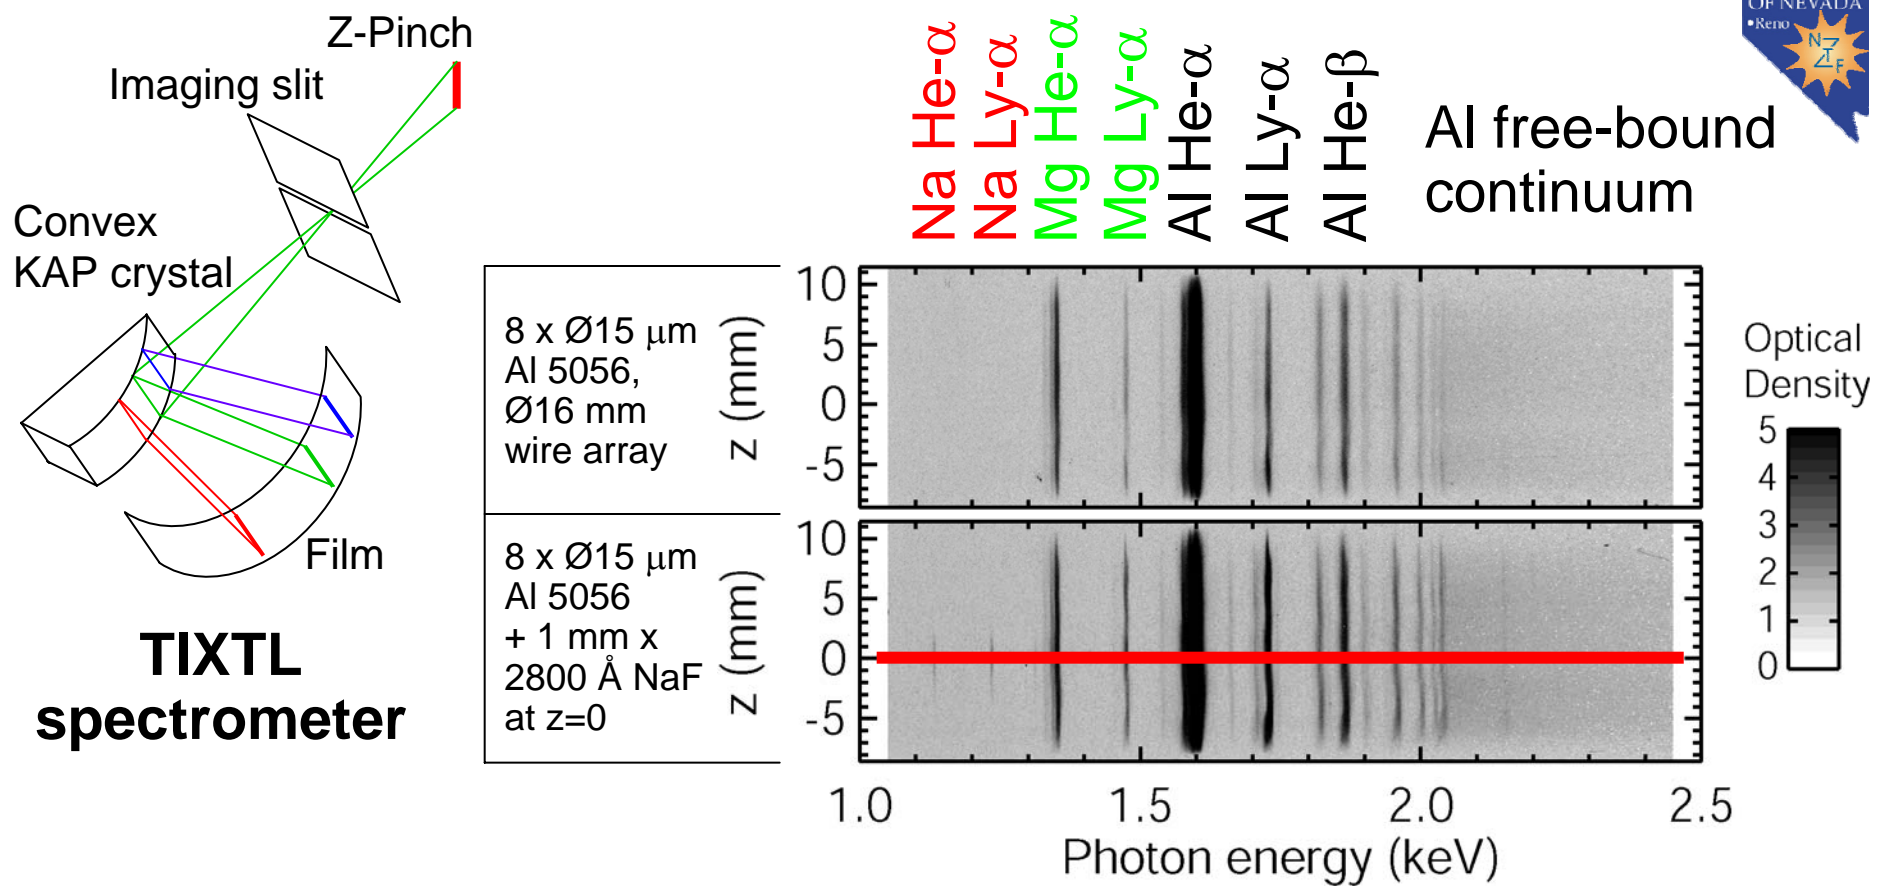 Z-Pinch
Imaging slit
Convex
KAP crystal
Film
TIXTL
spectrometer
OF NEVADA
•Reno
N Z T F
Na He-α
Na Ly-α
Mg He-α
Mg Ly-α
Al He-α
Al Ly-α
Al He-β
Al free-bound
continuum
8 x Ø15 μm
Al 5056,
Ø16 mm
wire array
z (mm)
10
5
0
-5
8 x Ø15 μm
Al 5056
+ 1 mm x
2800 Å NaF
at z=0
z (mm)
10
5
0
-5
1.0 1.5 2.0 2.5
Photon energy (keV)
Optical
Density
5
4
3
2
1
0